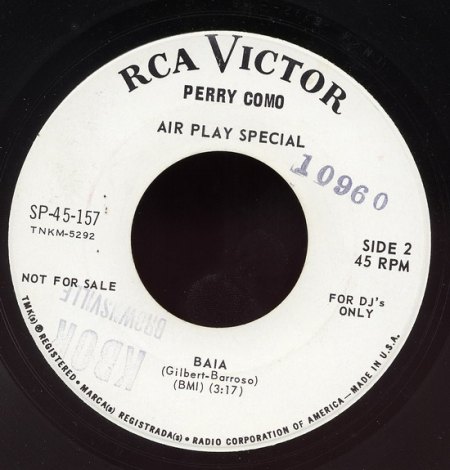 RCA VICTOR
PERRY COMO
AIR PLAY SPECIAL
10960
SP-45-157
TNKM-5292
SIDE 2
45 RPM
NOT FOR SALE
FOR DJ's
ONLY
KBOR
BROWNSVILLE
BAIA
(Gilbert-Barroso)
(BMI) (3:17)
TMK(s) ® REGISTERED • MARCA(s) REGISTRADA(s) • RADIO CORPORATION OF AMERICA—MADE IN U.S.A.